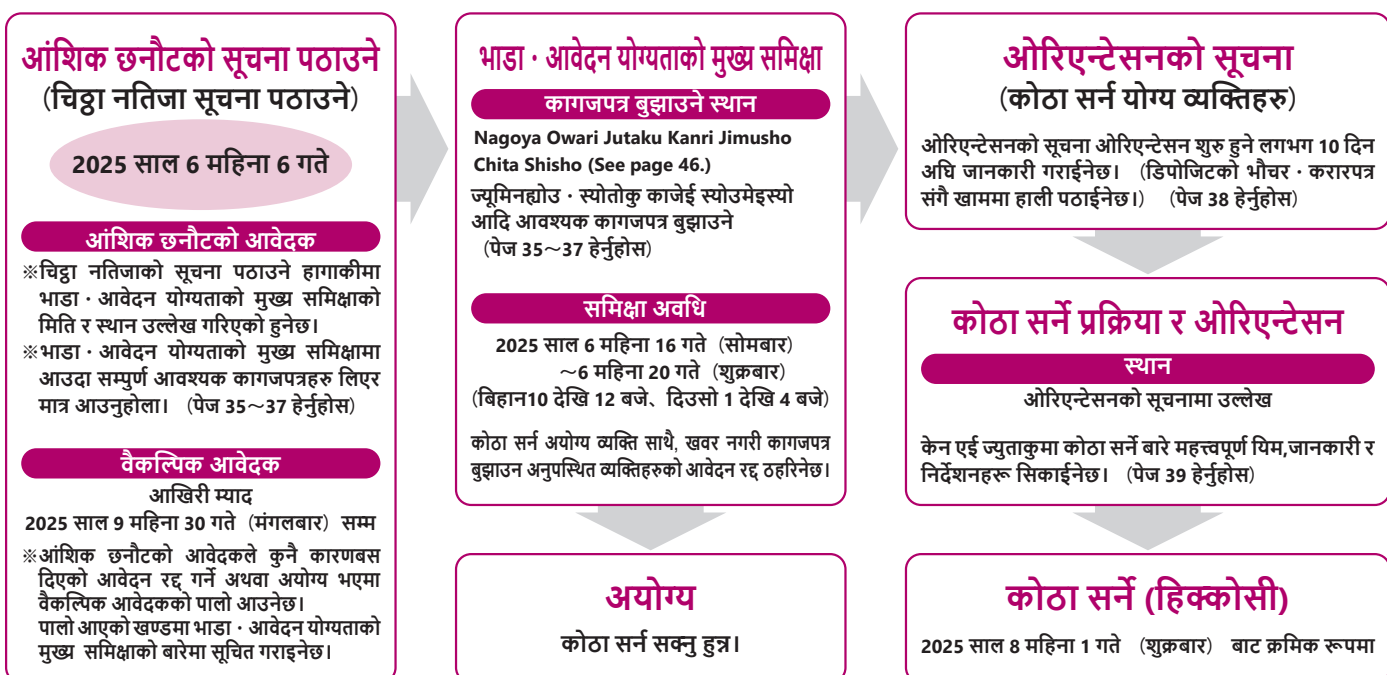 आंशिक छनौटको सूचना पठाउने
(चिठ्ठा नतिजा सूचना पठाउने)
2025 साल 6 महिना 6 गते
आंशिक छनौटको आवेदक
※चिठ्ठा नतिजाको सूचना पठाउने हागाकीमा
भाडा・आवेदन योग्यताको मुख्य समिक्षाको
मिति र स्थान उल्लेख गरिएको हुनेछ।
※भाडा・आवेदन योग्यताको मुख्य समिक्षामा
आउदा सम्पुर्ण आवश्यक कागजपत्रहरु लिएर
मात्र आउनुहोला। (पेज 35～37 हेर्नुहोस)
वैकल्पिक आवेदक
आखिरी म्याद
2025 साल 9 महिना 30 गते (मंगलबार) सम्म
※आंशिक छनौटको आवेदकले कुनै कारणबस
दिएको आवेदन रद्द गर्ने अथवा अयोग्य भएमा
वैकल्पिक आवेदकको पालो आउनेछ।
पालो आएको खण्डमा भाडा・आवेदन योग्यताको
मुख्य समिक्षाको बारेमा सूचित गराइनेछ।
भाडा・आवेदन योग्यताको मुख्य समिक्षा
कागजपत्र बुझाउने स्थान
Nagoya Owari Jutaku Kanri Jimusho
Chita Shisho (See page 46.)
ज्यूमिनह्योउ・स्योतोकु काजेई स्योउमेइस्यो
आदि आवश्यक कागजपत्र बुझाउने
(पेज 35～37 हेर्नुहोस)
समिक्षा अवधि
2025 साल 6 महिना 16 गते (सोमबार)
～6 महिना 20 गते (शुक्रबार)
(बिहान10 देखि 12 बजे、दिउसो 1 देखि 4 बजे)
कोठा सर्न अयोग्य व्यक्ति साथै, खवर नगरी कागजपत्र
बुझाउन अनुपस्थित व्यक्तिहरुको आवेदन रद्द ठहरिनेछ।
अयोग्य
कोठा सर्न सक्नु हुन्न।
ओरिएन्टेसनको सूचना
(कोठा सर्न योग्य व्यक्तिहरु)
ओरिएन्टेसनको सूचना ओरिएन्टेसन शुरु हुने लगभग 10 दिन
अघि जानकारी गराईनेछ। (डिपोजिटको भौचर・करारपत्र
संगै खाममा हाली पठाईनेछ।) (पेज 38 हेर्नुहोस)
कोठा सर्ने प्रक्रिया र ओरिएन्टेसन
स्थान
ओरिएन्टेसनको सूचनामा उल्लेख
केन एई ज्युताकुमा कोठा सर्ने बारे महत्त्वपूर्ण यिम,जानकारी र
निर्देशनहरू सिकाईनेछ। (पेज 39 हेर्नुहोस)
कोठा सर्ने (हिक्कोसी)
2025 साल 8 महिना 1 गते (शुक्रबार) बाट क्रमिक रूपमा